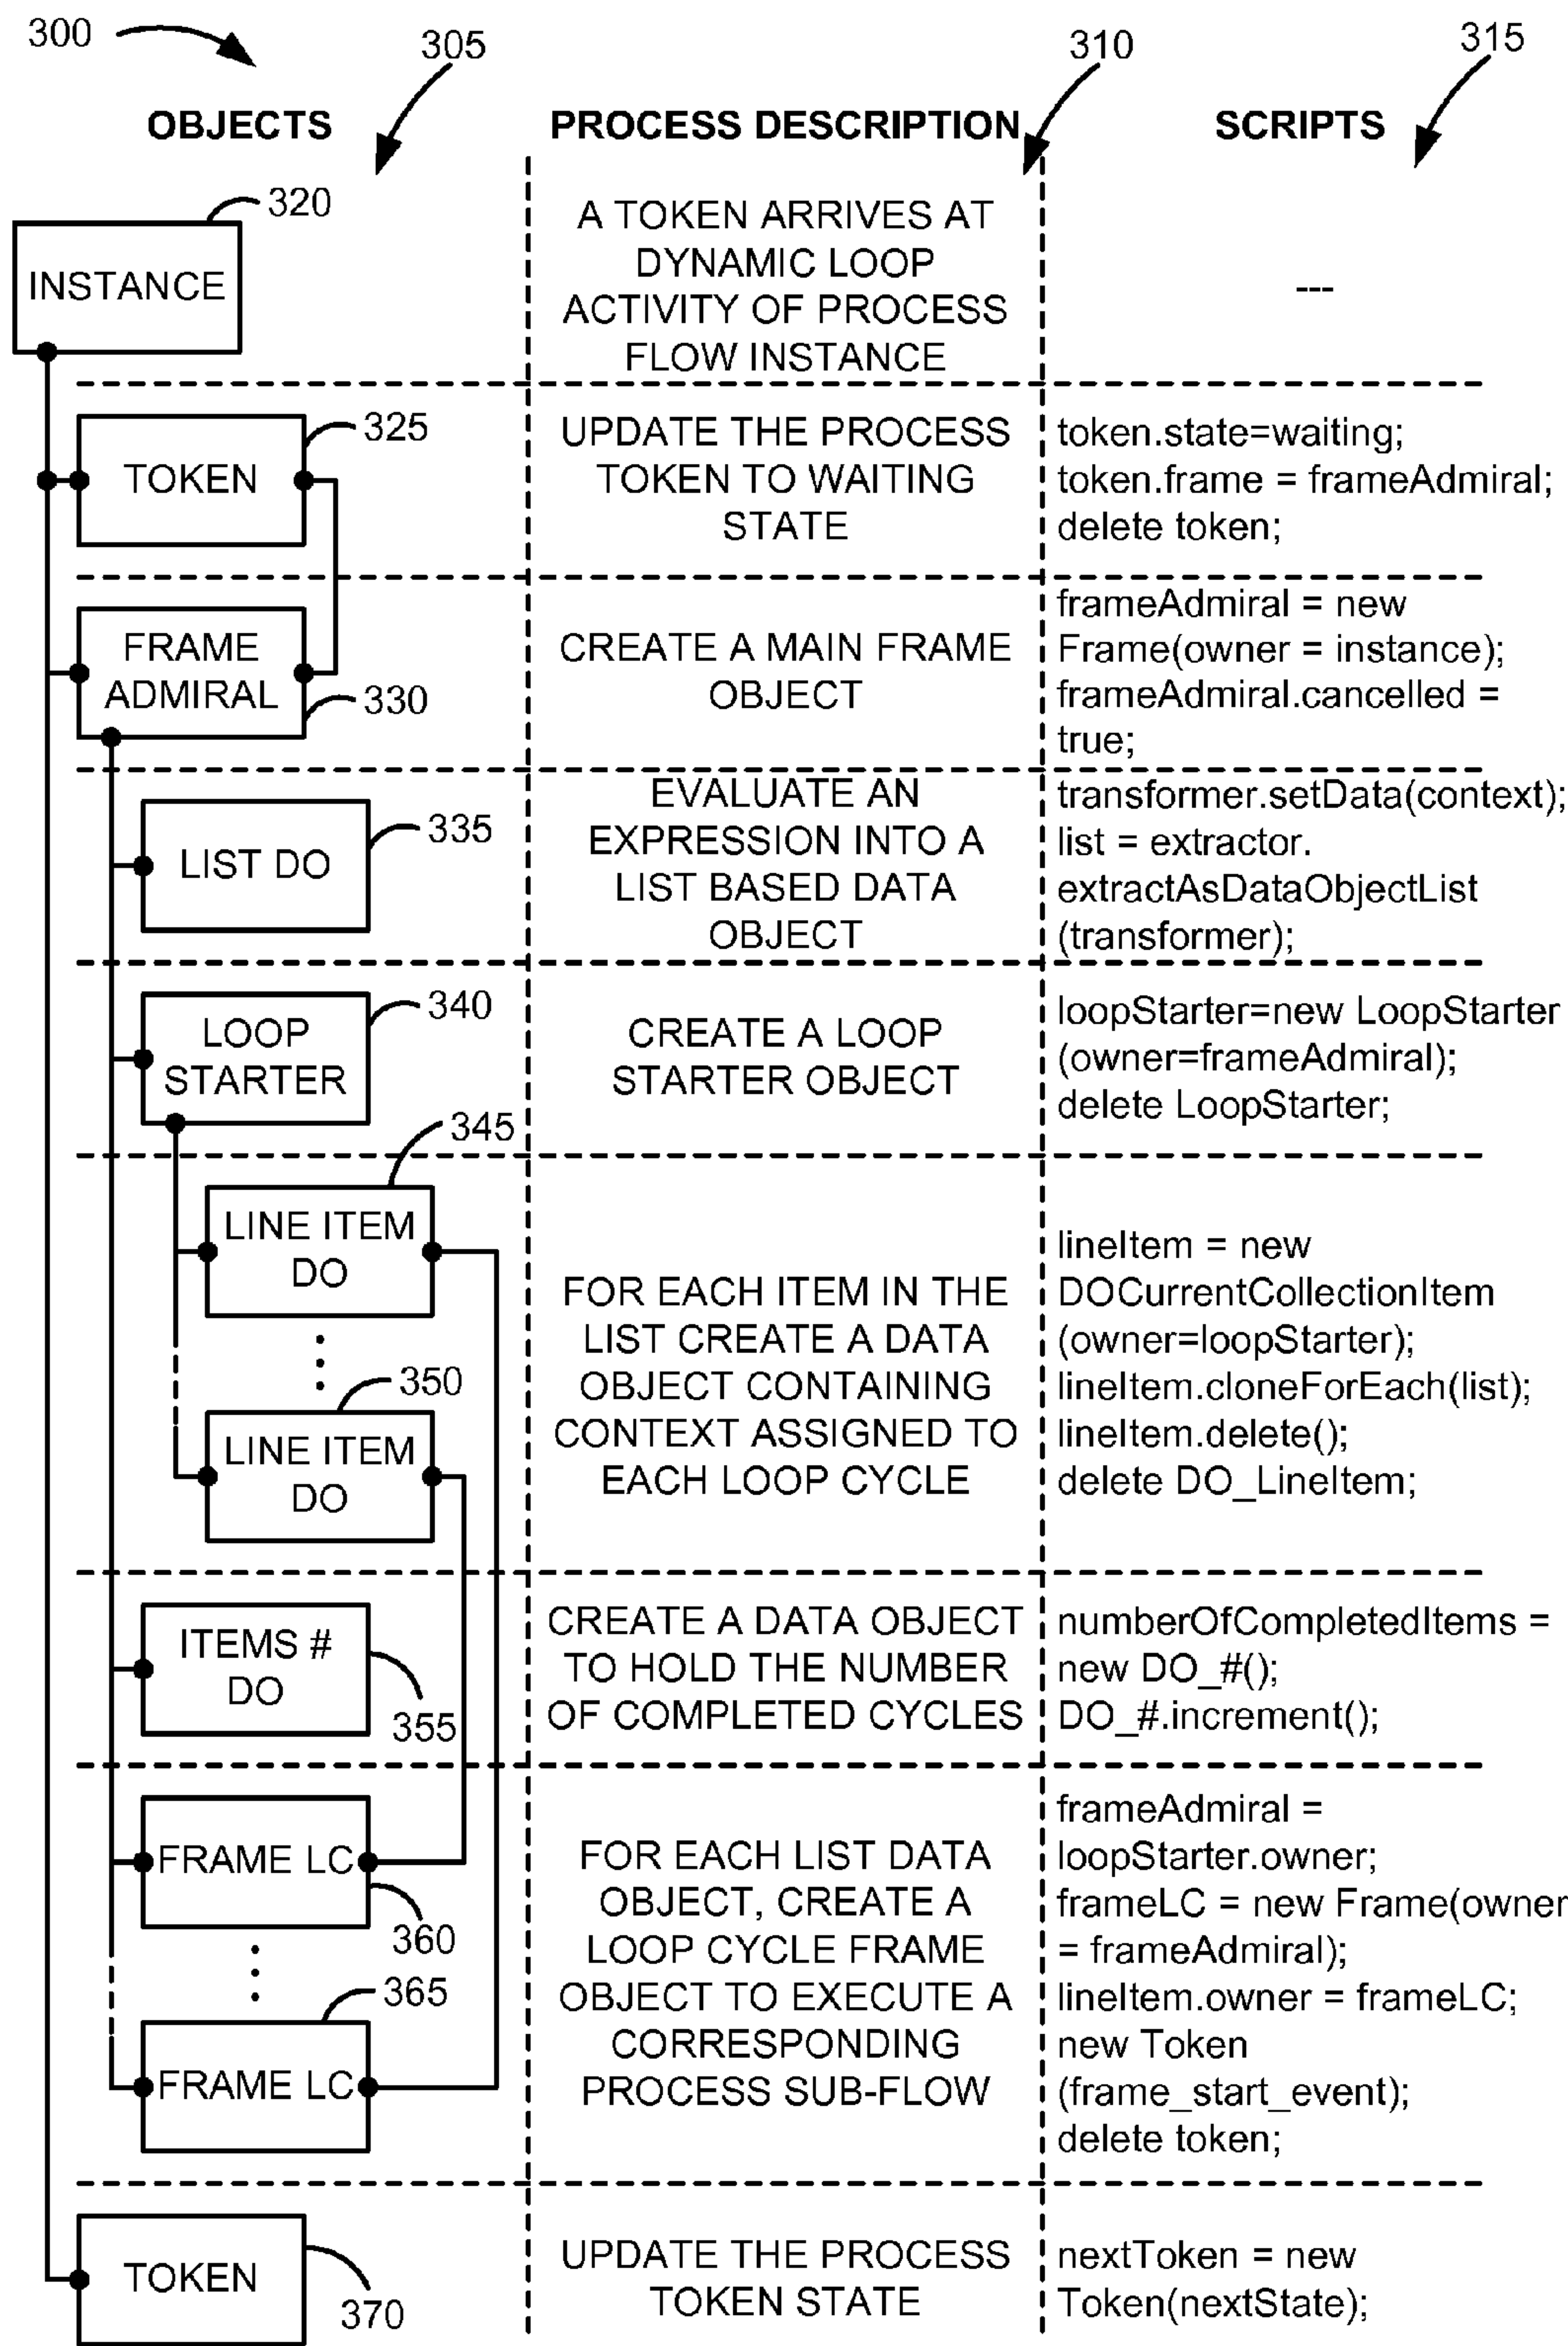 300
305
310
315
OBJECTS
PROCESS DESCRIPTION
SCRIPTS
320
INSTANCE
A TOKEN ARRIVES AT
DYNAMIC LOOP
ACTIVITY OF PROCESS
FLOW INSTANCE
---
325
TOKEN
UPDATE THE PROCESS
TOKEN TO WAITING
STATE
token.state=waiting;
token.frame = frameAdmiral;
delete token;
FRAME
ADMIRAL
330
CREATE A MAIN FRAME
OBJECT
frameAdmiral = new
Frame(owner = instance);
frameAdmiral.cancelled =
true;
335
LIST DO
EVALUATE AN
EXPRESSION INTO A
LIST BASED DATA
OBJECT
transformer.setData(context);
list = extractor.
extractAsDataObjectList
(transformer);
340
LOOP
STARTER
CREATE A LOOP
STARTER OBJECT
loopStarter=new LoopStarter
(owner=frameAdmiral);
delete LoopStarter;
345
LINE ITEM
DO
350
LINE ITEM
DO
FOR EACH ITEM IN THE
LIST CREATE A DATA
OBJECT CONTAINING
CONTEXT ASSIGNED TO
EACH LOOP CYCLE
lineItem = new
DOCurrentCollectionItem
(owner=loopStarter);
lineItem.cloneForEach(list);
lineItem.delete();
delete DO_LineItem;
ITEMS #
DO
355
CREATE A DATA OBJECT
TO HOLD THE NUMBER
OF COMPLETED CYCLES
numberOfCompletedItems =
new DO_#();
DO_#.increment();
FRAME LC
360
365
FRAME LC
FOR EACH LIST DATA
OBJECT, CREATE A
LOOP CYCLE FRAME
OBJECT TO EXECUTE A
CORRESPONDING
PROCESS SUB-FLOW
frameAdmiral =
loopStarter.owner;
frameLC = new Frame(owner
= frameAdmiral);
lineItem.owner = frameLC;
new Token
(frame_start_event);
delete token;
TOKEN
370
UPDATE THE PROCESS
TOKEN STATE
nextToken = new
Token(nextState);